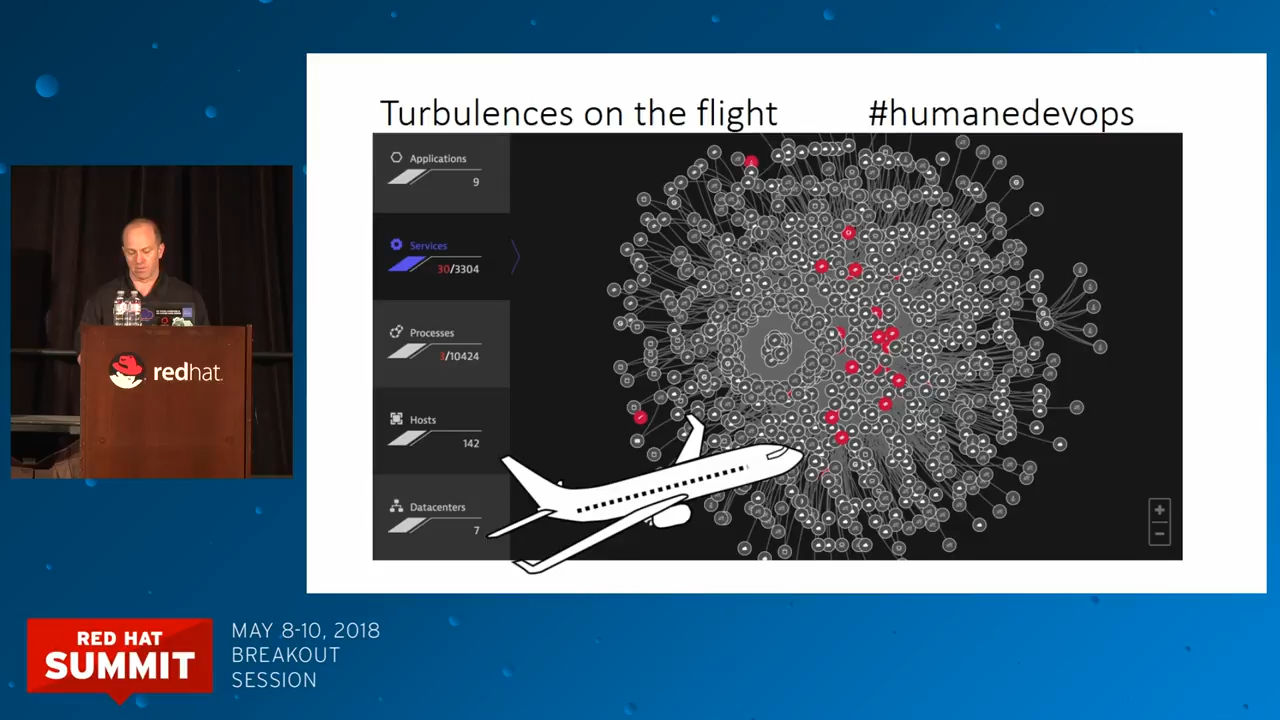 Turbulences on the flight #humanedevops
Applications
9
Services
30/3304
Processes
3/10424
Hosts
142
Datacenters
7
redhat.
RED HAT
SUMMIT
MAY 8-10, 2018
BREAKOUT
SESSION